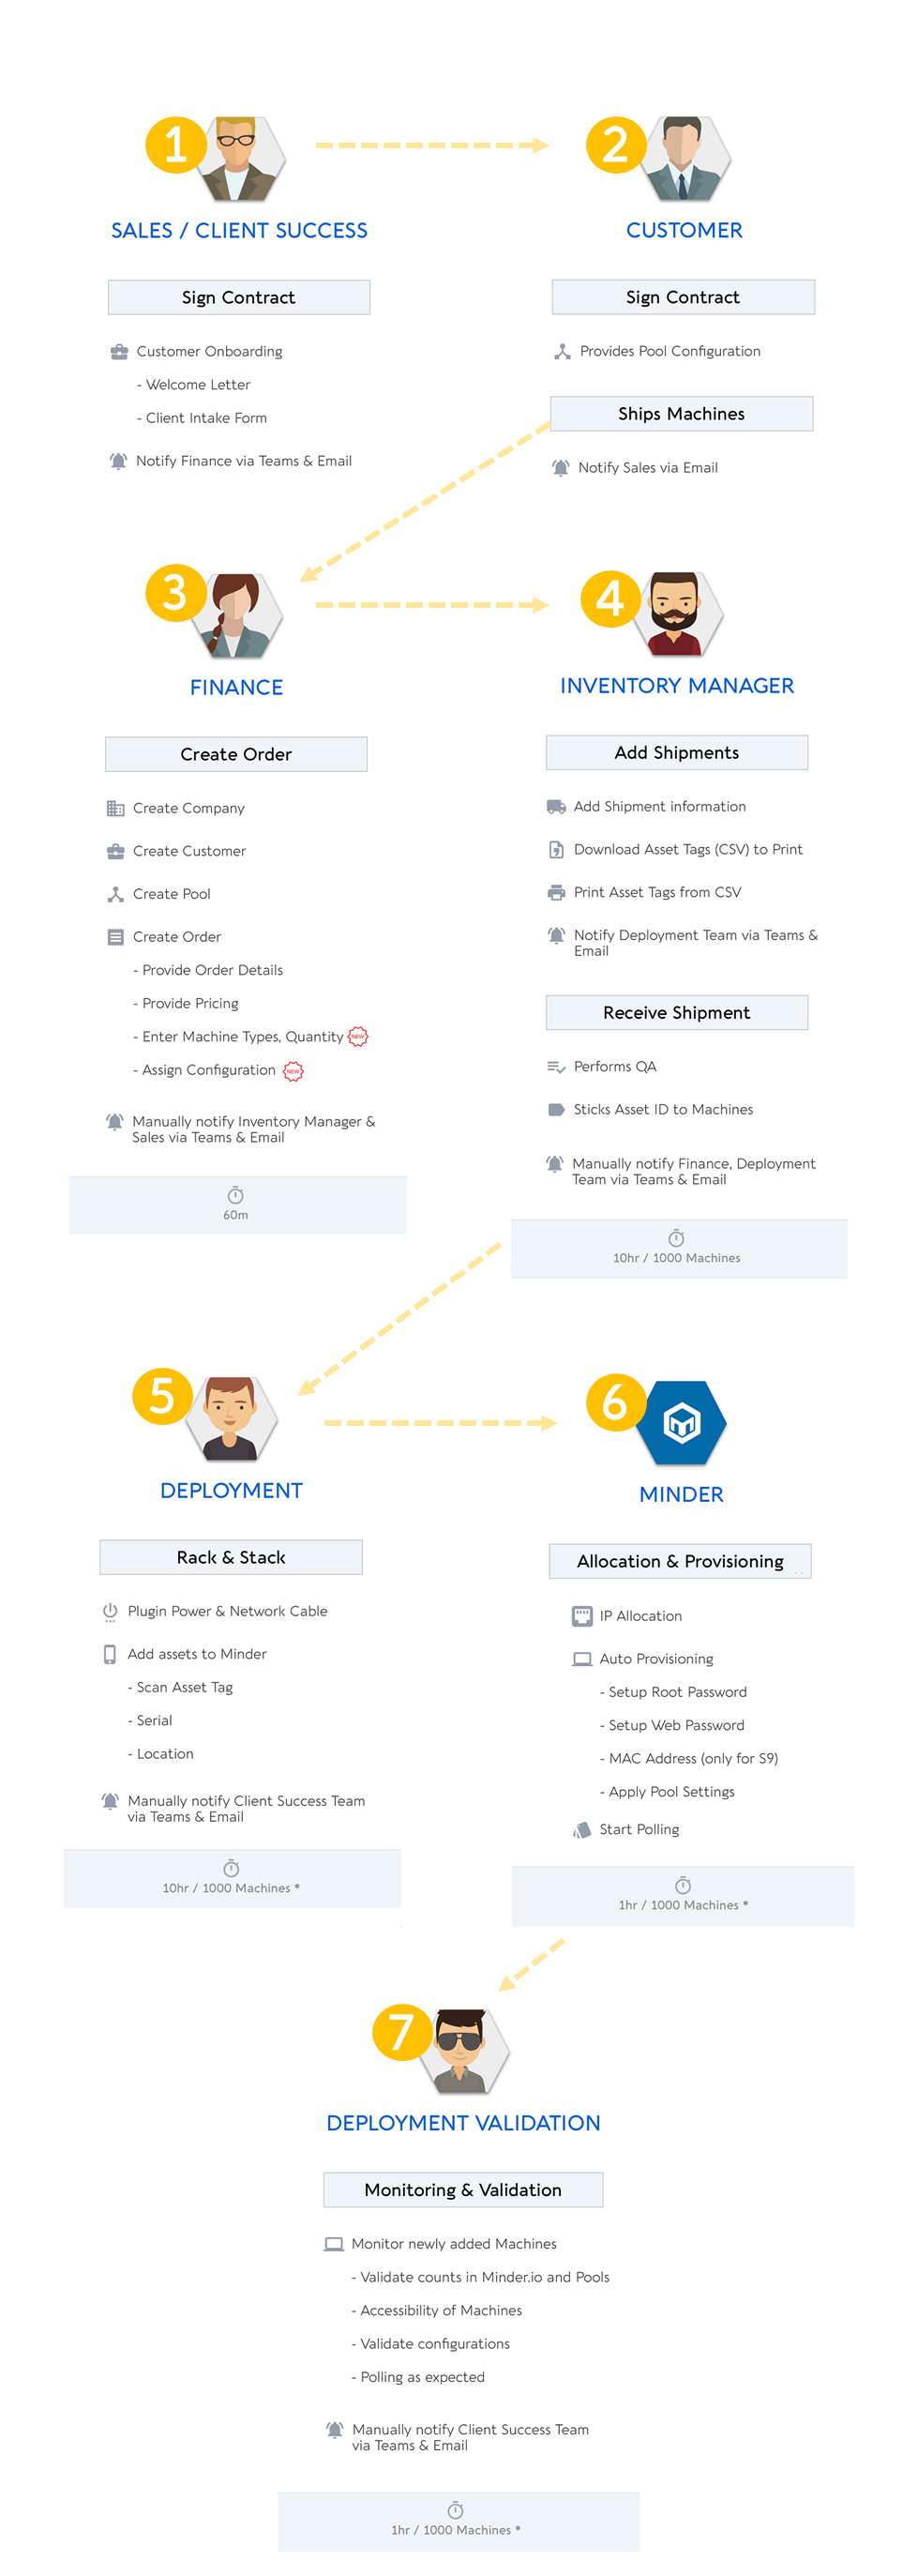 1
SALES / CLIENT SUCCESS
Sign Contract
Customer Onboarding
- Welcome Letter
- Client Intake Form
Notify Finance via Teams & Email
2
CUSTOMER
Sign Contract
Provides Pool Configuration
Ships Machines
Notify Sales via Email
3
FINANCE
Create Order
Create Company
Create Customer
Create Pool
Create Order
- Provide Order Details
- Provide Pricing
- Enter Machine Types, Quantity NEW
- Assign Configuration NEW
Manually notify Inventory Manager &
Sales via Teams & Email
60m
4
INVENTORY MANAGER
Add Shipments
Add Shipment information
Download Asset Tags (CSV) to Print
Print Asset Tags from CSV
Notify Deployment Team via Teams &
Email
Receive Shipment
Performs QA
Sticks Asset ID to Machines
Manually notify Finance, Deployment
Team via Teams & Email
10hr / 1000 Machines
5
DEPLOYMENT
Rack & Stack
Plugin Power & Network Cable
Add assets to Minder
- Scan Asset Tag
- Serial
- Location
Manually notify Client Success Team
via Teams & Email
10hr / 1000 Machines *
6
MINDER
Allocation & Provisioning
IP Allocation
Auto Provisioning
- Setup Root Password
- Setup Web Password
- MAC Address (only for S9)
- Apply Pool Settings
Start Polling
1hr / 1000 Machines *
7
DEPLOYMENT VALIDATION
Monitoring & Validation
Monitor newly added Machines
- Validate counts in Minder.io and Pools
- Accessibility of Machines
- Validate configurations
- Polling as expected
Manually notify Client Success Team
via Teams & Email
1hr / 1000 Machines *